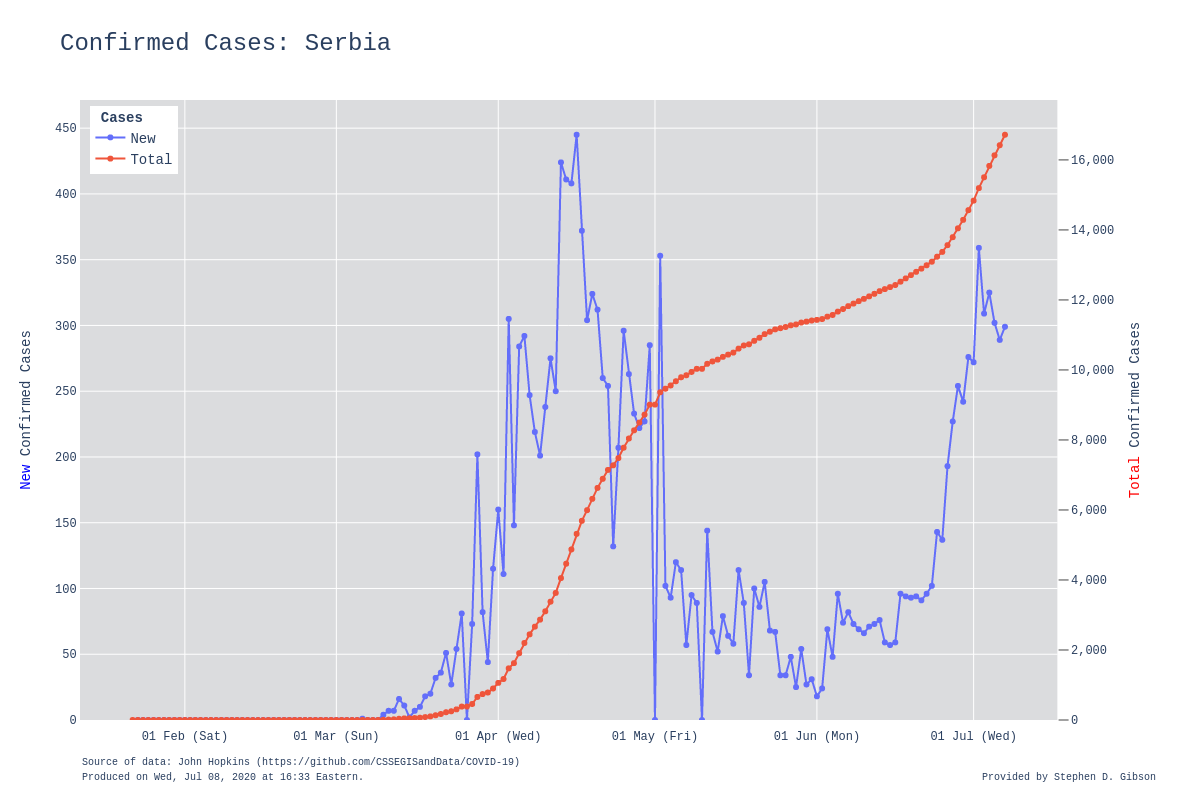 Confirmed Cases: Serbia
Cases
New
Total
450
400
350
300
250
200
150
100
50
0
New Confirmed Cases
16,000
14,000
12,000
10,000
8,000
6,000
4,000
2,000
0
Total Confirmed Cases
01 Feb (Sat) 01 Mar (Sun) 01 Apr (Wed) 01 May (Fri) 01 Jun (Mon) 01 Jul (Wed)
Source of data: John Hopkins (https://github.com/CSSEGISandData/COVID-19)
Produced on Wed, Jul 08, 2020 at 16:33 Eastern.
Provided by Stephen D. Gibson